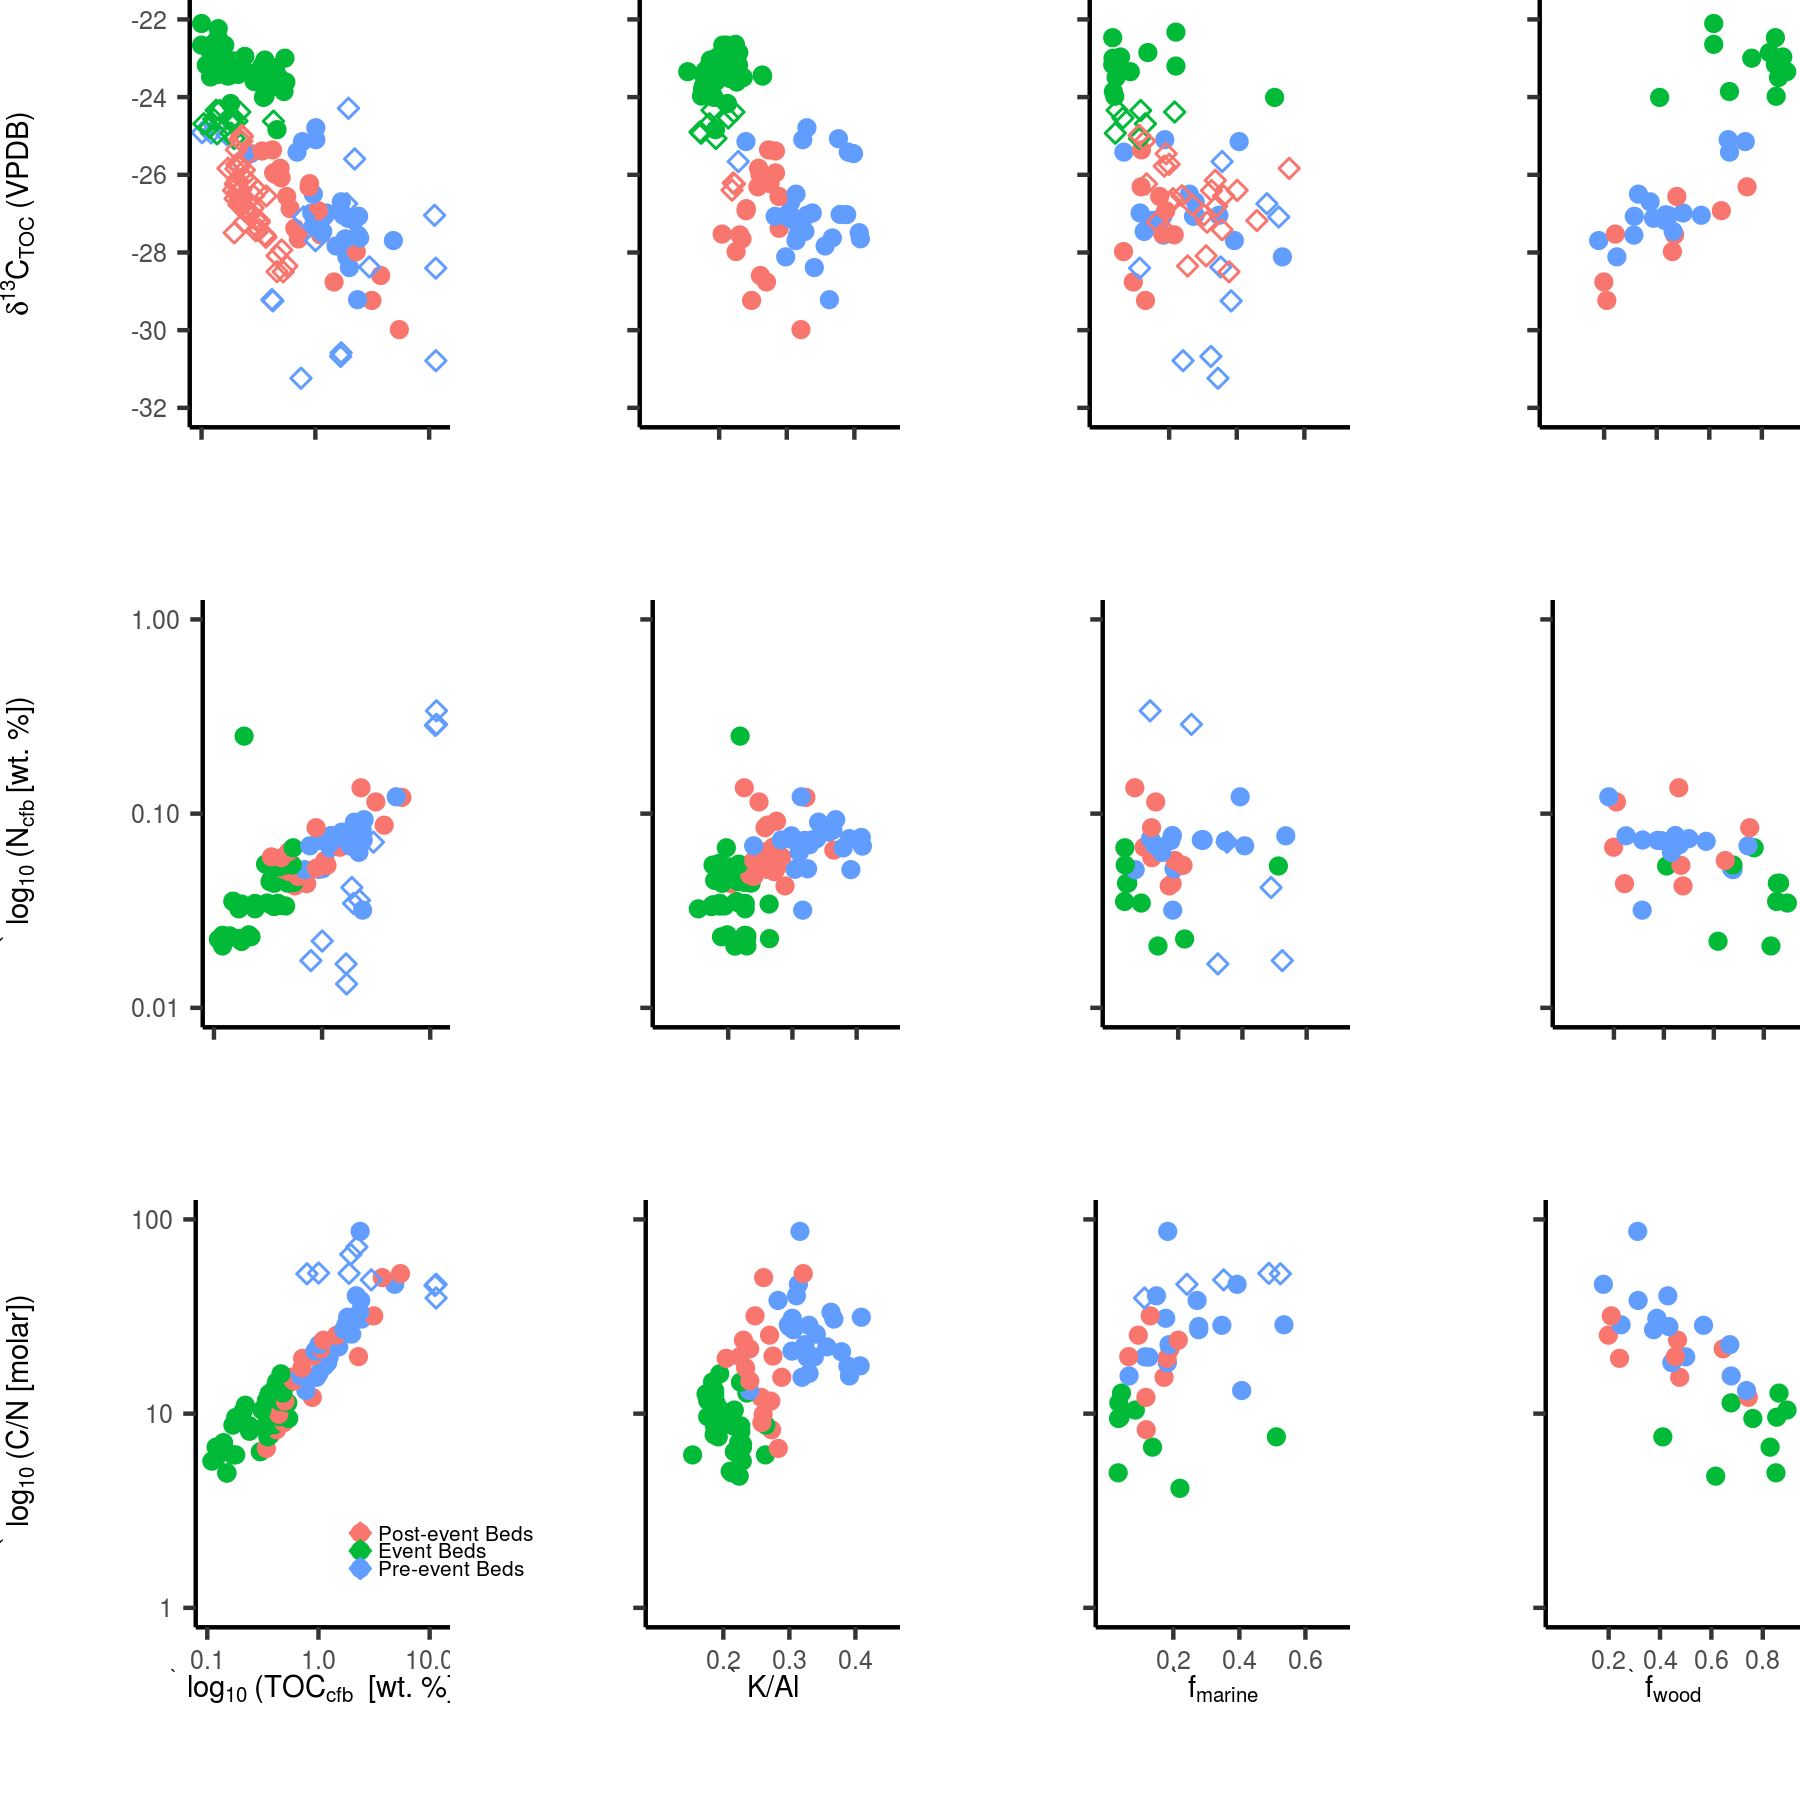 -22
-24
-26
-28
-30
-32
δ13CTOC (VPDB)
1.00
0.10
0.01
log10 (Ncfb [wt. %])
100
10
1
log10 (C/N [molar])
Post-event Beds
Event Beds
Pre-event Beds
0.1 1.0 10.0
0.2 0.3 0.4
0.2 0.4 0.6
0.2 0.4 0.6 0.8
` log10 (TOCcfb [wt. %]
` K/Al
` fmarine
` fwood